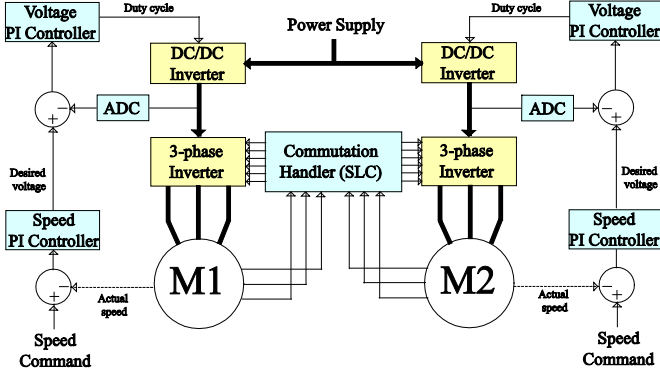 Voltage
PI Controller
Duty cycle
DC/DC
Inverter
Power Supply
DC/DC
Inverter
Duty cycle
Voltage
PI Controller
−
+
ADC
ADC
−
+
3-phase
Inverter
Commutation
Handler (SLC)
3-phase
Inverter
Desired
voltage
Desired
voltage
Speed
PI Controller
Speed
PI Controller
M1
M2
−
+
Actual
speed
Actual
speed
−
+
Speed
Command
Speed
Command